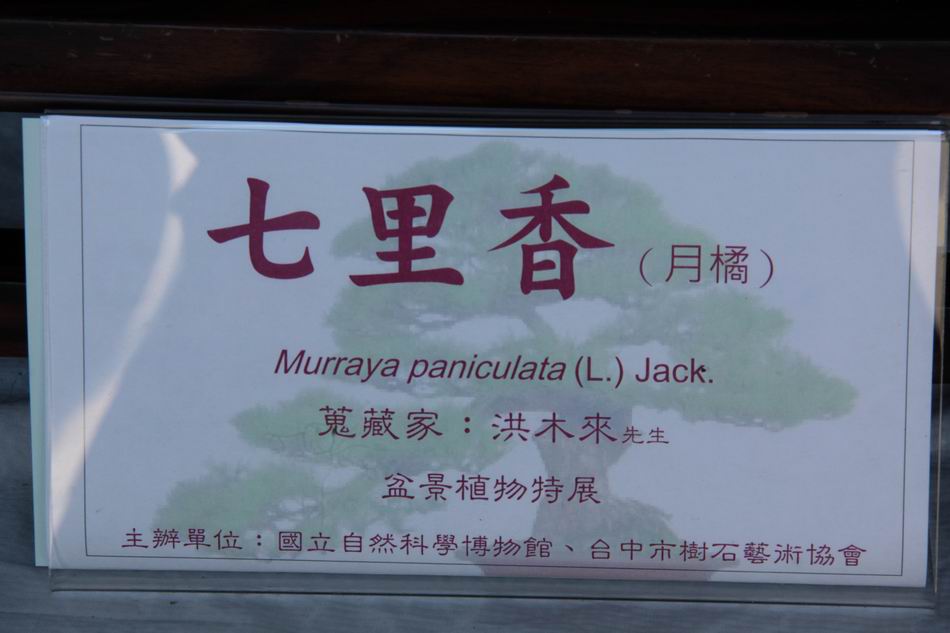 七里香（月橘）
Murraya paniculata (L.) Jack.
蒐藏家：洪木來先生
盆景植物特展
主辦單位：國立自然科學博物館、台中市樹石藝術協會